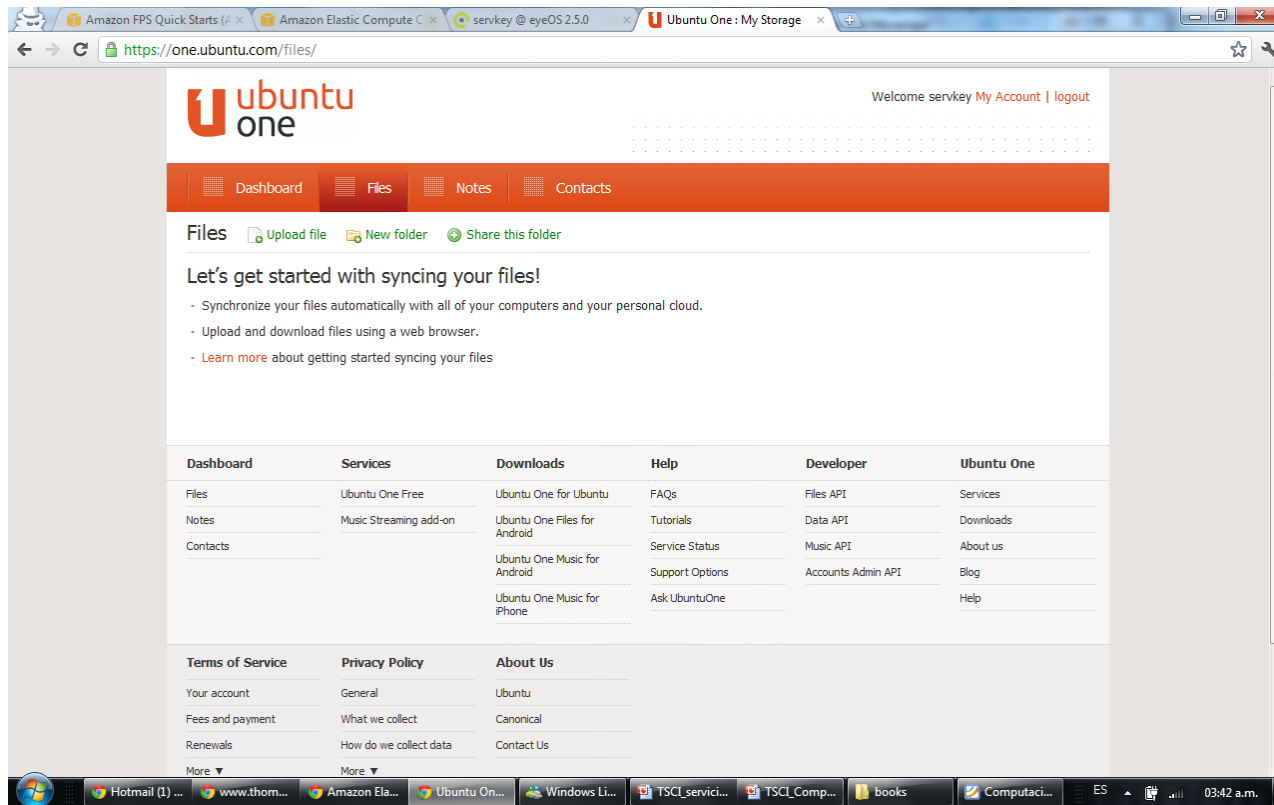 Amazon FPS Quick Starts (A
Amazon Elastic Compute C
servkey @ eyeOS 2.5.0
Ubuntu One : My Storage
https://one.ubuntu.com/files/
ubuntu
one
Welcome servkey My Account | logout
Dashboard
Files
Notes
Contacts
Files
Upload file
New folder
Share this folder
Let's get started with syncing your files!
- Synchronize your files automatically with all of your computers and your personal cloud.
- Upload and download files using a web browser.
- Learn more about getting started syncing your files
Dashboard
Files
Notes
Contacts
Services
Ubuntu One Free
Music Streaming add-on
Downloads
Ubuntu One for Ubuntu
Ubuntu One Files for
Android
Ubuntu One Music for
Android
Ubuntu One Music for
iPhone
Help
FAQs
Tutorials
Service Status
Support Options
Ask UbuntuOne
Developer
Files API
Data API
Music API
Accounts Admin API
Ubuntu One
Services
Downloads
About us
Blog
Help
Terms of Service
Your account
Fees and payment
Renewals
More ▼
Privacy Policy
General
What we collect
How do we collect data
More ▼
About Us
Ubuntu
Canonical
Contact Us
Hotmail (1) ...
www.thom...
Amazon Ela...
Ubuntu On...
Windows Li...
TSCI_servici...
TSCI_Comp...
books
Computaci...
ES
03:42 a.m.